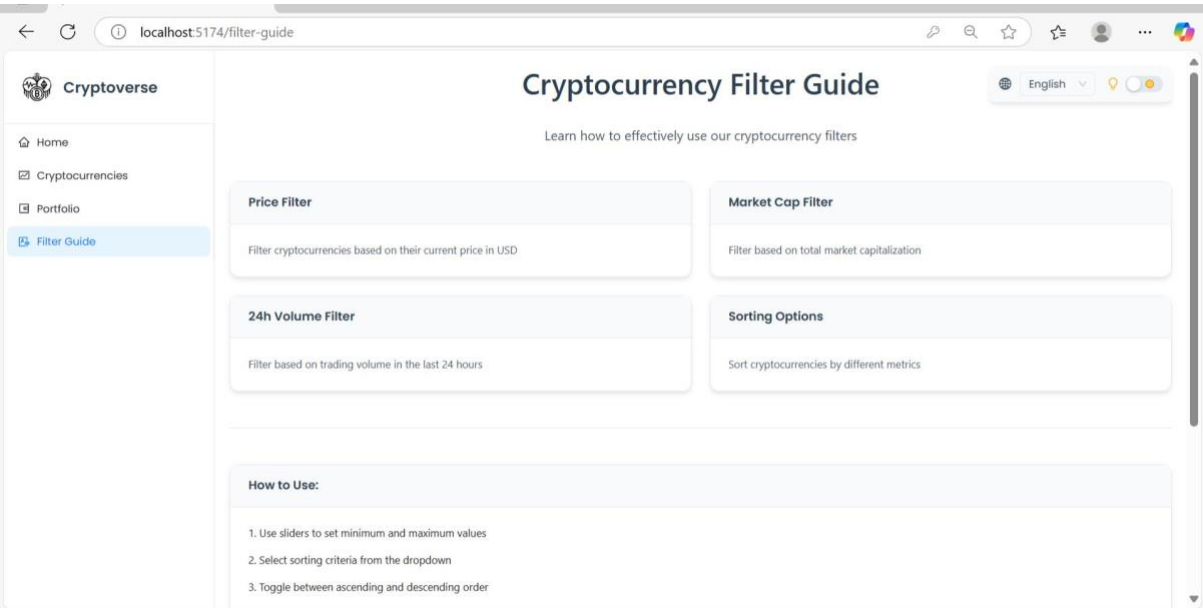 localhost:5174/filter-guide
Cryptoverse
Home
Cryptocurrencies
Portfolio
Filter Guide
Cryptocurrency Filter Guide
English
Learn how to effectively use our cryptocurrency filters
Price Filter
Filter cryptocurrencies based on their current price in USD
Market Cap Filter
Filter based on total market capitalization
24h Volume Filter
Filter based on trading volume in the last 24 hours
Sorting Options
Sort cryptocurrencies by different metrics
How to Use:
1. Use sliders to set minimum and maximum values
2. Select sorting criteria from the dropdown
3. Toggle between ascending and descending order